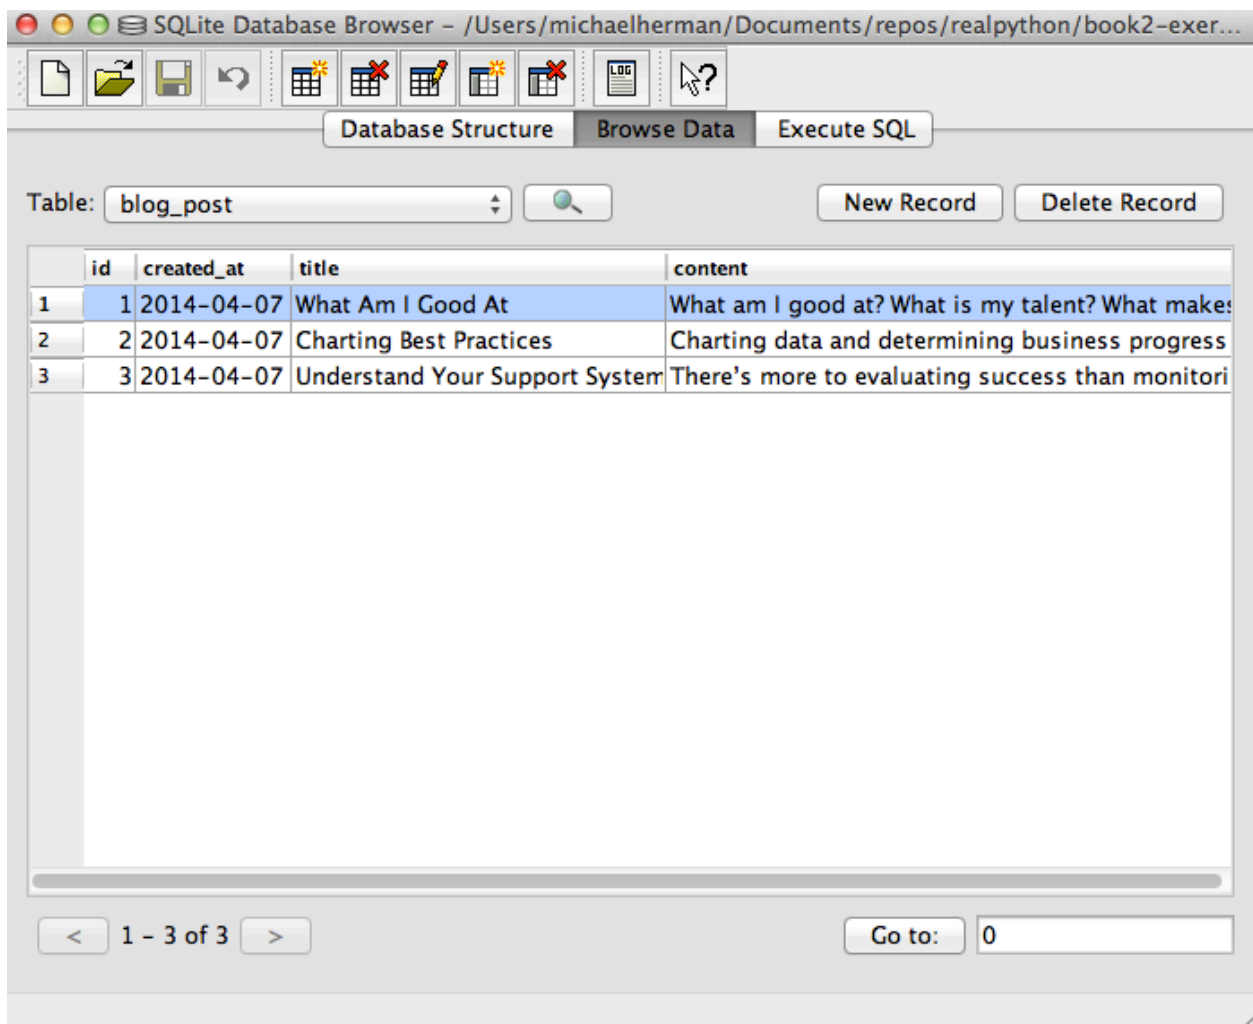 SQLite Database Browser – /Users/michaelherman/Documents/repos/realpython/book2-exer...
LOG
?
Database Structure Browse Data Execute SQL
Table: blog_post New Record Delete Record
id created_at title content
1 1 2014-04-07 What Am I Good At What am I good at? What is my talent? What makes
2 2 2014-04-07 Charting Best Practices Charting data and determining business progress
3 3 2014-04-07 Understand Your Support System There's more to evaluating success than monitori
< 1 – 3 of 3 > Go to: 0